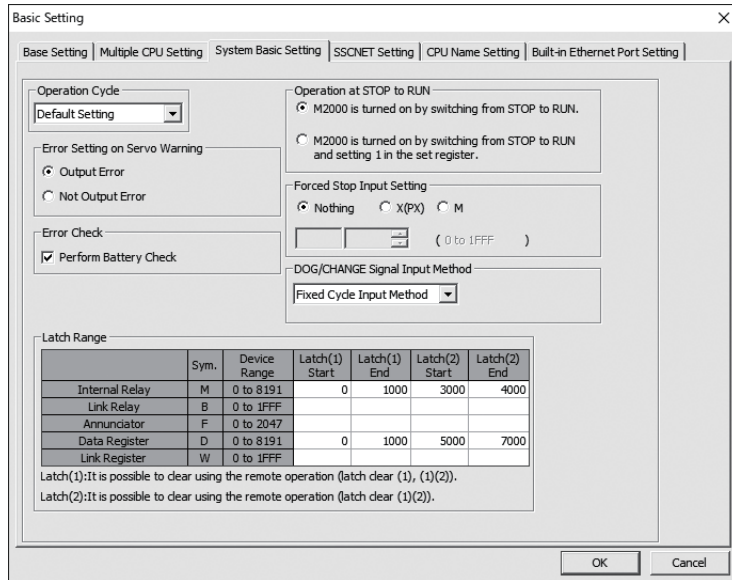 Basic Setting
Base Setting | Multiple CPU Setting | System Basic Setting | SSCNET Setting | CPU Name Setting | Built-in Ethernet Port Setting
Operation Cycle
Default Setting
Error Setting on Servo Warning
Output Error
Not Output Error
Error Check
Perform Battery Check
Operation at STOP to RUN
M2000 is turned on by switching from STOP to RUN.
M2000 is turned on by switching from STOP to RUN
and setting 1 in the set register.
Forced Stop Input Setting
Nothing X(PX) M
( 0 to 1FFF )
DOG/CHANGE Signal Input Method
Fixed Cycle Input Method
Latch Range
Sym. Device Range Latch(1) Start Latch(1) End Latch(2) Start Latch(2) End
Internal Relay M 0 to 8191 0 1000 3000 4000
Link Relay B 0 to 1FFF
Annunciator F 0 to 2047
Data Register D 0 to 8191 0 1000 5000 7000
Link Register W 0 to 1FFF
Latch(1):It is possible to clear using the remote operation (latch clear (1), (1)(2)).
Latch(2):It is possible to clear using the remote operation (latch clear (1)(2)).
OK Cancel